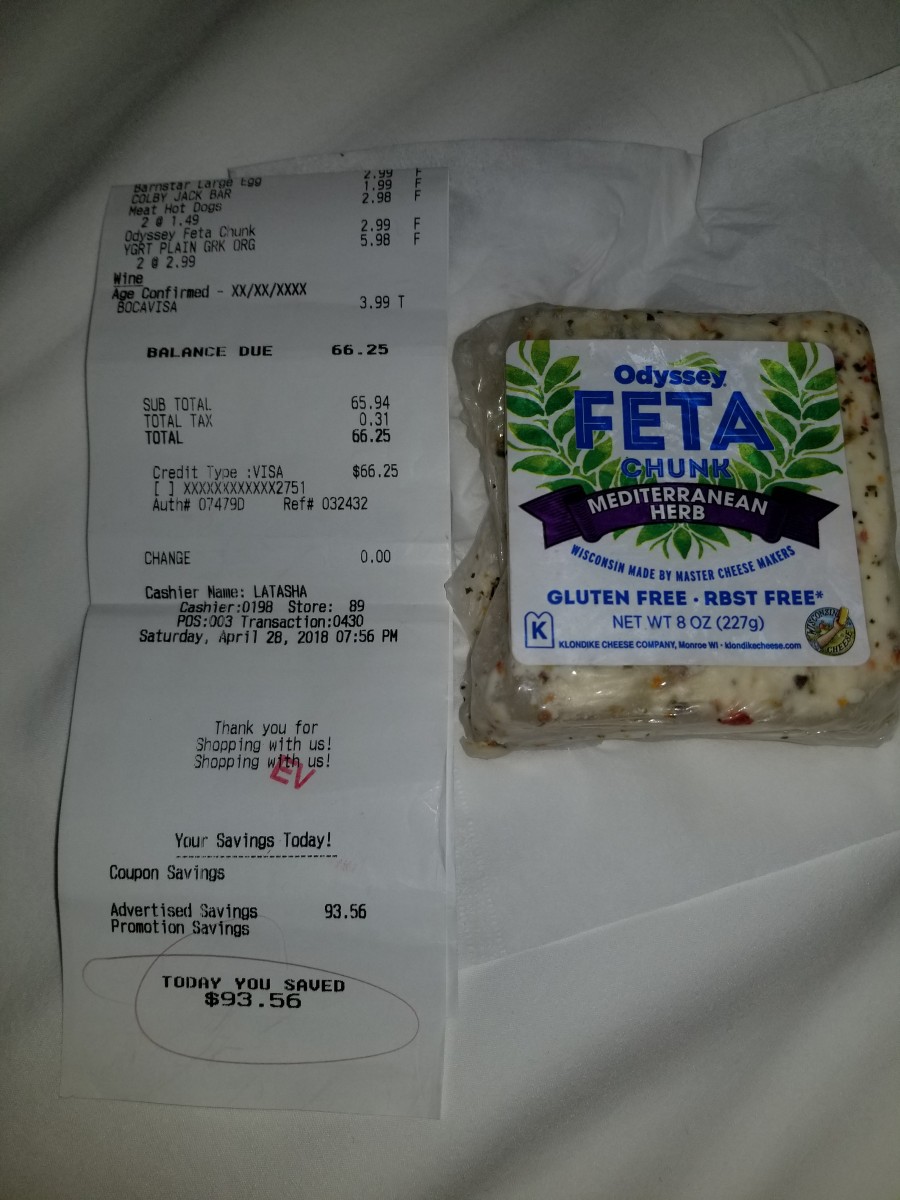 2.99 F
Barnstar Large Egg 1.99 F
COLBY JACK BAR 2.98 F
Meat Hot Dogs
2 @ 1.49
Odyssey Feta Chunk 2.99 F
YGRT PLAIN GRK ORG 5.98 F
2 @ 2.99
Wine
Age Confirmed - XX/XX/XXXX
BOCAVISA 3.99 T
BALANCE DUE 66.25
SUB TOTAL 65.94
TOTAL TAX 0.31
TOTAL 66.25
Credit Type :VISA $66.25
[ ] XXXXXXXXXXXX2751
Auth# 07479D Ref# 032432
CHANGE 0.00
Cashier Name: LATASHA
Cashier:0198 Store: 89
POS:003 Transaction:0430
Saturday, April 28, 2018 07:56 PM
Thank you for
Shopping with us!
Shopping with us!
EV
Your Savings Today!
Coupon Savings
Advertised Savings 93.56
Promotion Savings
TODAY YOU SAVED
$93.56
Odyssey
FETA
CHUNK
MEDITERRANEAN
HERB
WISCONSIN MADE BY MASTER CHEESE MAKERS
GLUTEN FREE • RBST FREE*
NET WT 8 OZ (227g)
K
KLONDIKE CHEESE COMPANY, Monroe WI • klondikecheese.com
WISCONSIN
CHEESE